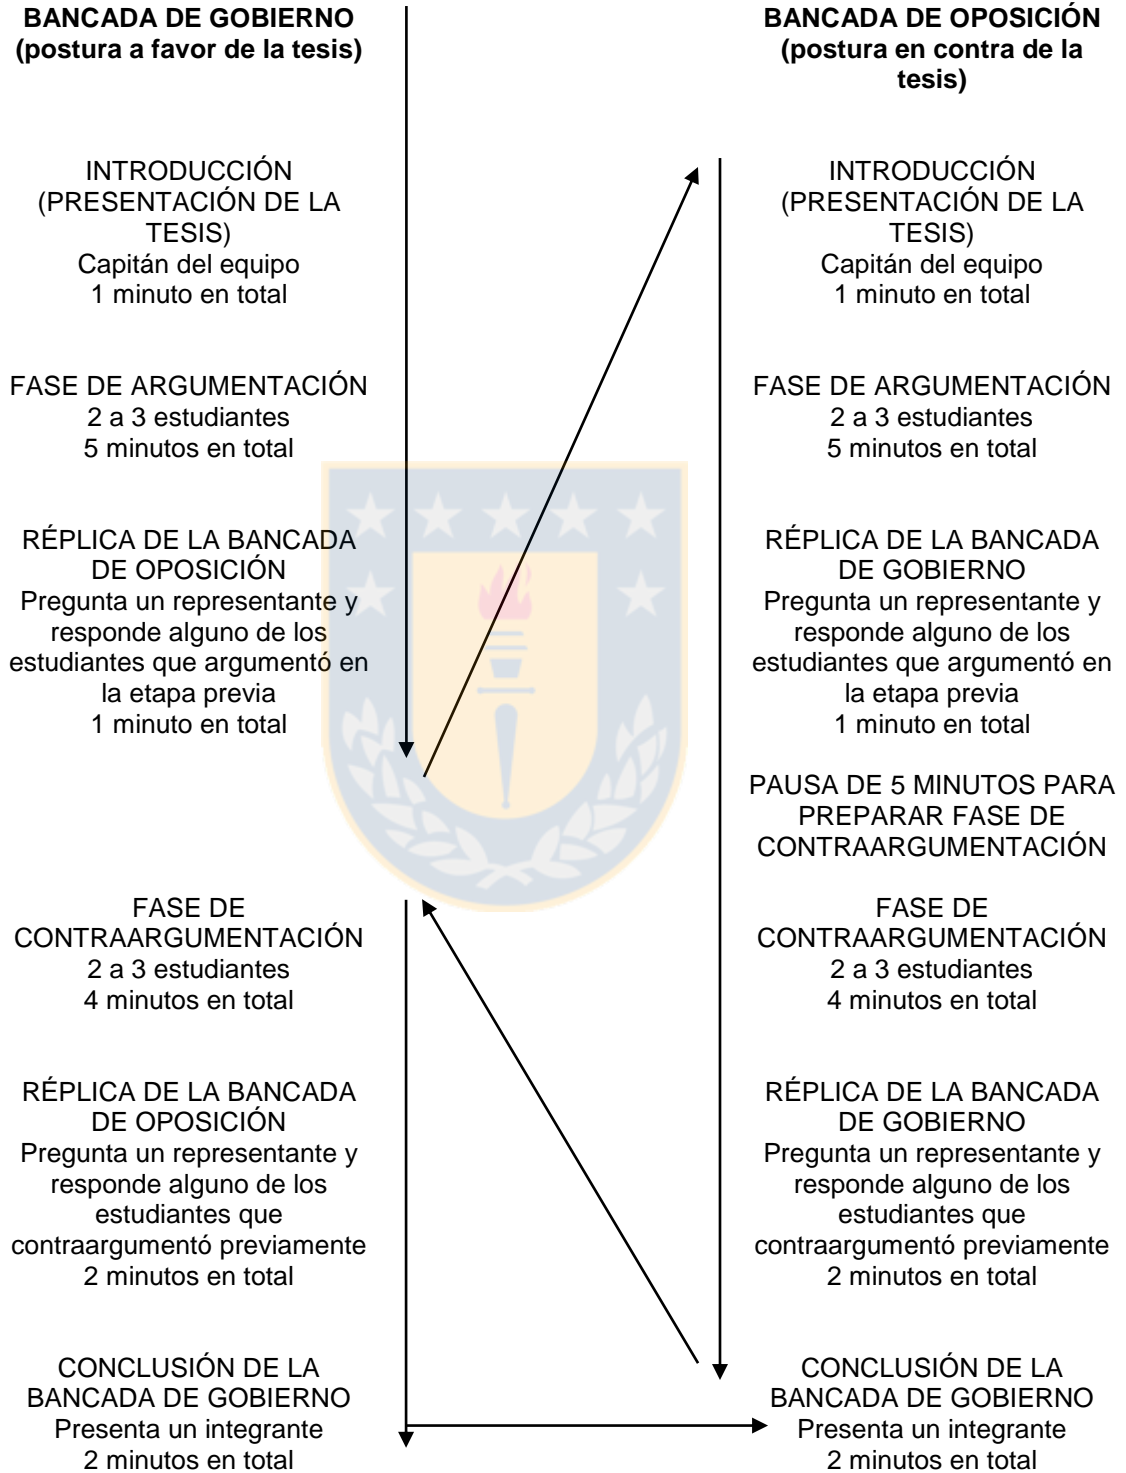 BANCADA DE GOBIERNO
(postura a favor de la tesis)
INTRODUCCIÓN
(PRESENTACIÓN DE LA
TESIS)
Capitán del equipo
1 minuto en total
FASE DE ARGUMENTACIÓN
2 a 3 estudiantes
5 minutos en total
RÉPLICA DE LA BANCADA
DE OPOSICIÓN
Pregunta un representante y
responde alguno de los
estudiantes que argumentó en
la etapa previa
1 minuto en total
FASE DE
CONTRAARGUMENTACIÓN
2 a 3 estudiantes
4 minutos en total
RÉPLICA DE LA BANCADA
DE OPOSICIÓN
Pregunta un representante y
responde alguno de los
estudiantes que
contraargumentó previamente
2 minutos en total
CONCLUSIÓN DE LA
BANCADA DE GOBIERNO
Presenta un integrante
2 minutos en total
BANCADA DE OPOSICIÓN
(postura en contra de la
tesis)
INTRODUCCIÓN
(PRESENTACIÓN DE LA
TESIS)
Capitán del equipo
1 minuto en total
FASE DE ARGUMENTACIÓN
2 a 3 estudiantes
5 minutos en total
RÉPLICA DE LA BANCADA
DE GOBIERNO
Pregunta un representante y
responde alguno de los
estudiantes que argumentó en
la etapa previa
1 minuto en total
PAUSA DE 5 MINUTOS PARA
PREPARAR FASE DE
CONTRAARGUMENTACIÓN
FASE DE
CONTRAARGUMENTACIÓN
2 a 3 estudiantes
4 minutos en total
RÉPLICA DE LA BANCADA
DE GOBIERNO
Pregunta un representante y
responde alguno de los
estudiantes que
contraargumentó previamente
2 minutos en total
CONCLUSIÓN DE LA
BANCADA DE GOBIERNO
Presenta un integrante
2 minutos en total